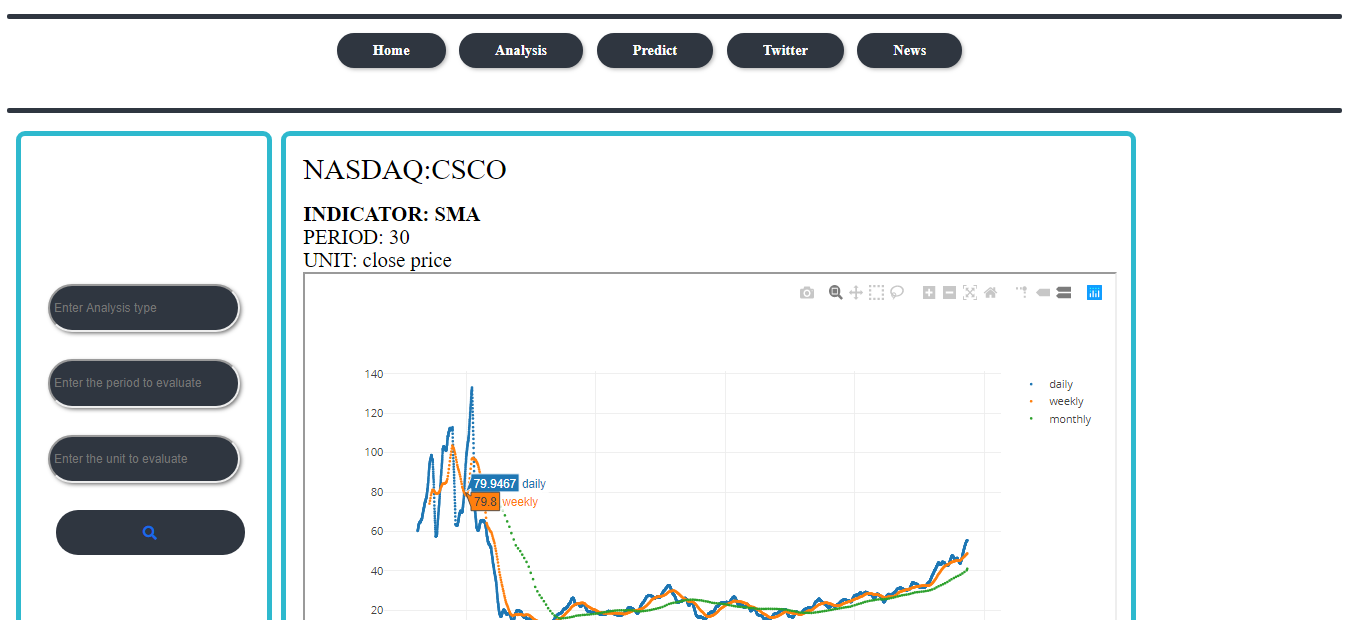 Home Analysis Predict Twitter News
NASDAQ:CSCO
INDICATOR: SMA
PERIOD: 30
UNIT: close price
Enter Analysis type
Enter the period to evaluate
Enter the unit to evaluate
140
120
100
80
60
40
20
79.9467 daily
79.8 weekly
daily
weekly
monthly